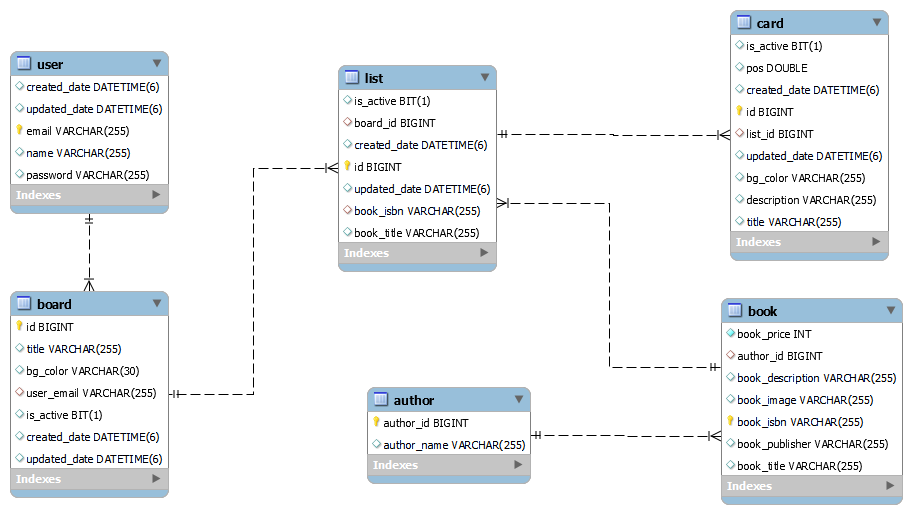 user
created_date DATETIME(6)
updated_date DATETIME(6)
email VARCHAR(255)
name VARCHAR(255)
password VARCHAR(255)
Indexes
board
id BIGINT
title VARCHAR(255)
bg_color VARCHAR(30)
user_email VARCHAR(255)
is_active BIT(1)
created_date DATETIME(6)
updated_date DATETIME(6)
Indexes
list
is_active BIT(1)
board_id BIGINT
created_date DATETIME(6)
id BIGINT
updated_date DATETIME(6)
book_isbn VARCHAR(255)
book_title VARCHAR(255)
Indexes
author
author_id BIGINT
author_name VARCHAR(255)
Indexes
card
is_active BIT(1)
pos DOUBLE
created_date DATETIME(6)
id BIGINT
list_id BIGINT
updated_date DATETIME(6)
bg_color VARCHAR(255)
description VARCHAR(255)
title VARCHAR(255)
Indexes
book
book_price INT
author_id BIGINT
book_description VARCHAR(255)
book_image VARCHAR(255)
book_isbn VARCHAR(255)
book_publisher VARCHAR(255)
book_title VARCHAR(255)
Indexes